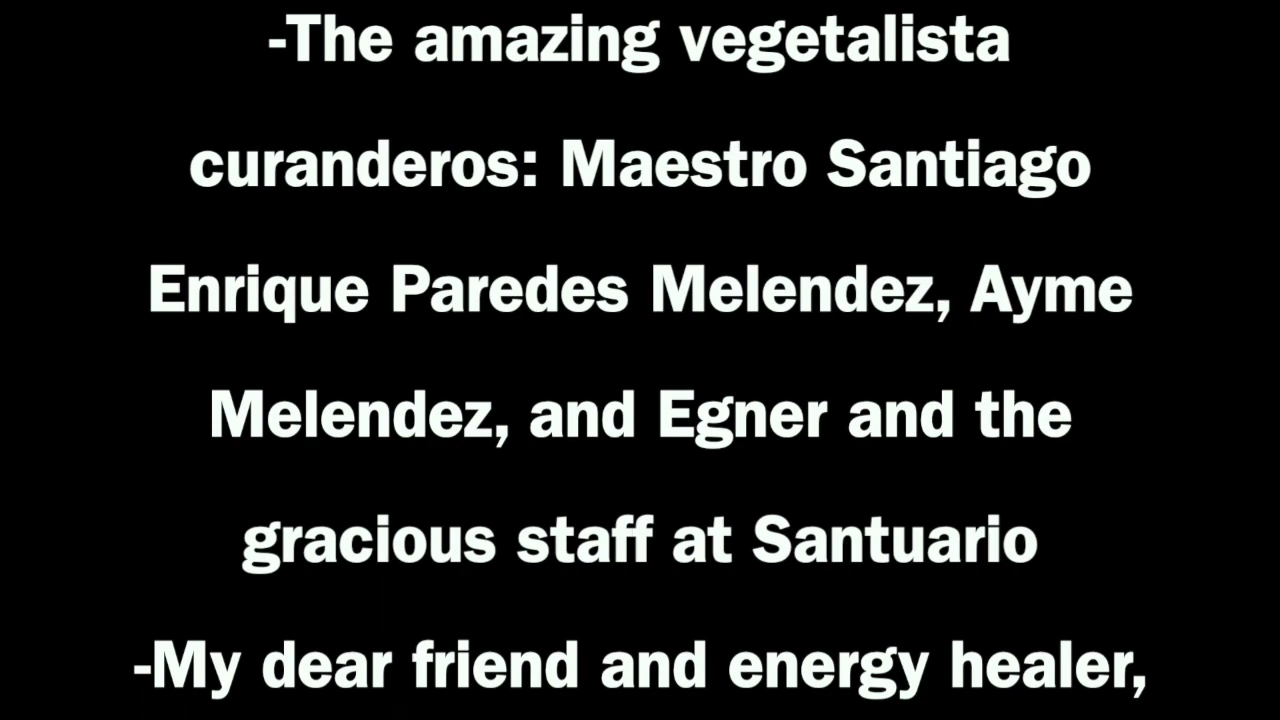 -The amazing vegetalista
curanderos: Maestro Santiago
Enrique Paredes Melendez, Ayme
Melendez, and Egner and the
gracious staff at Santuario
-My dear friend and energy healer,